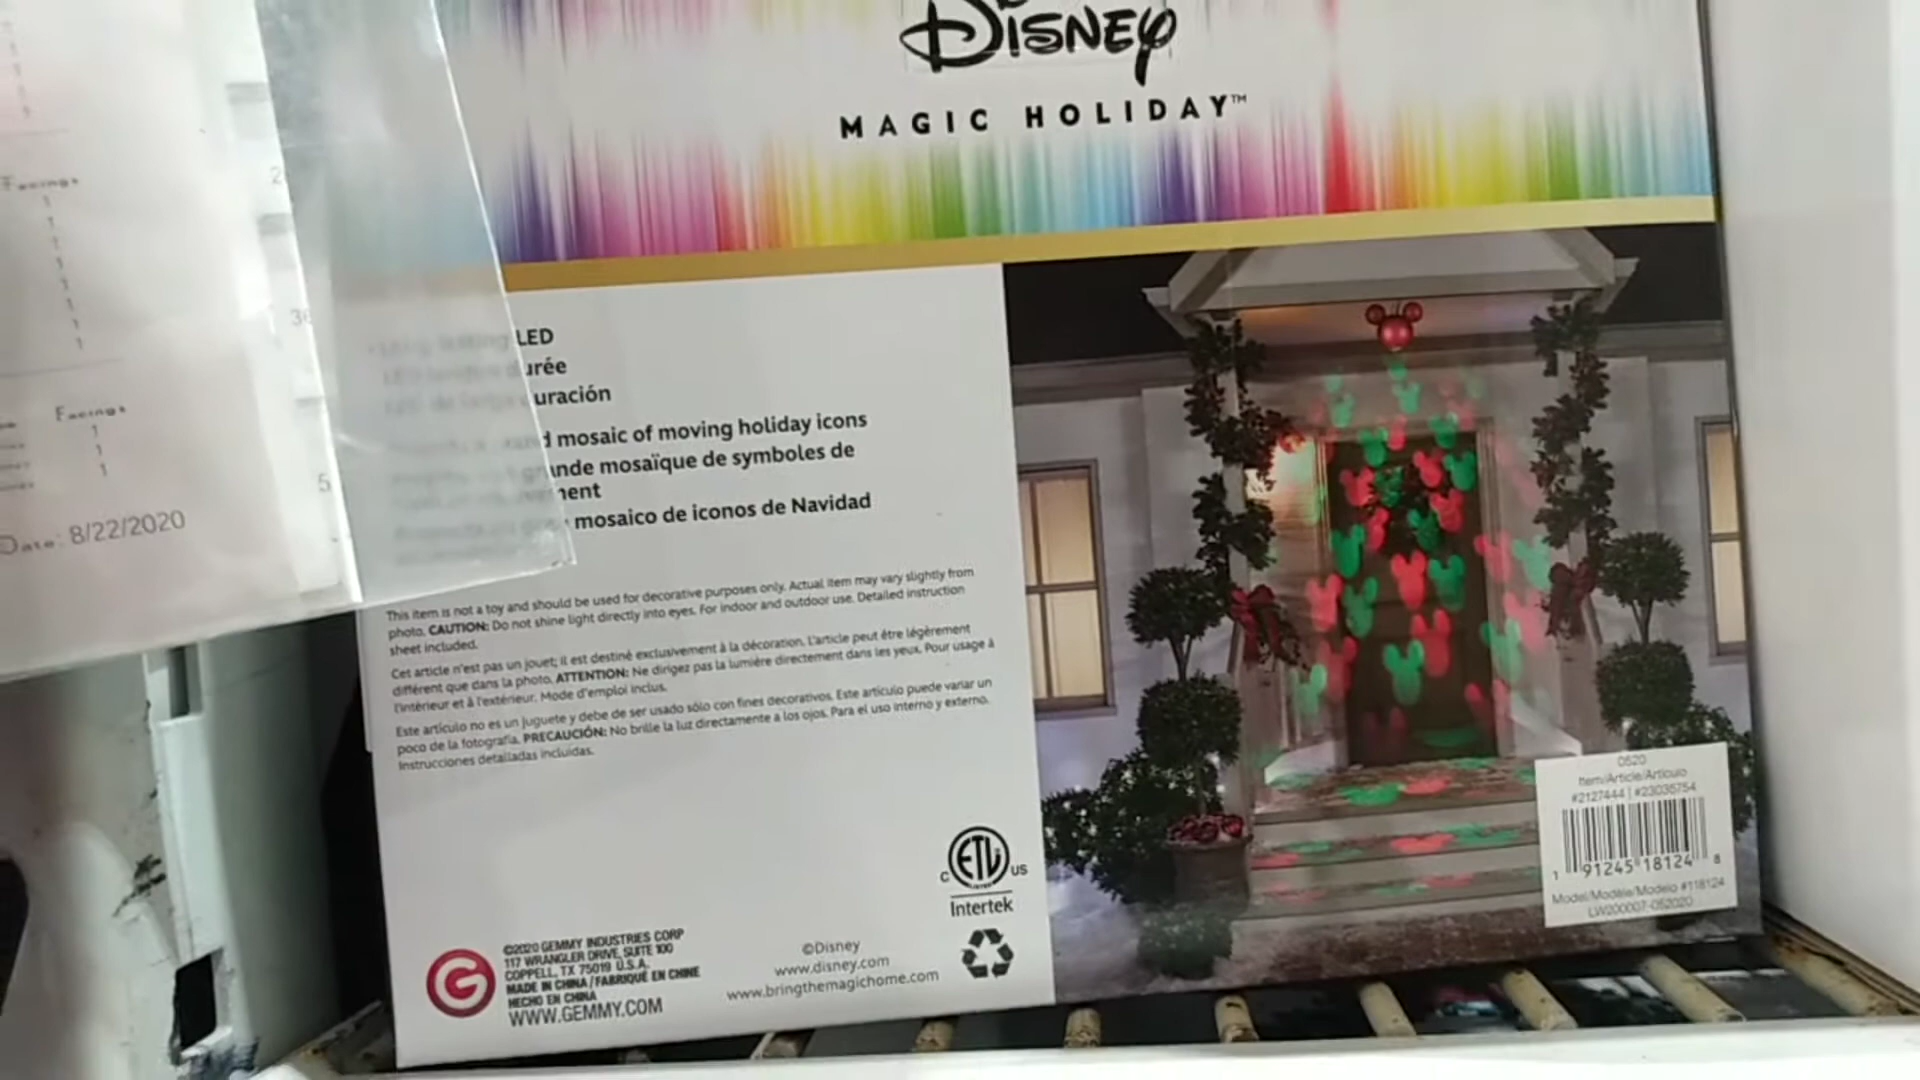 DISNEY
MAGIC HOLIDAY™
Facings
Facings
Date: 8/22/2020
LED
urée
uración
mosaic of moving holiday icons
nde mosaïque de symboles de
ment
mosaico de iconos de Navidad
This item is not a toy and should be used for decorative purposes only. Actual item may vary slightly from
photo. CAUTION: Do not shine light directly into eyes. For indoor and outdoor use. Detailed instruction
sheet included.
Cet article n'est pas un jouet; il est destiné exclusivement à la décoration. L'article peut être légèrement
différent que dans la photo. ATTENTION: Ne dirigez pas la lumière directement dans les yeux. Pour usage à
l'intérieur et à l'extérieur. Mode d'emploi inclus.
Este artículo no es un juguete y debe de ser usado sólo con fines decorativos. Este artículo puede variar un
poco de la fotografía. PRECAUCIÓN: No brille la luz directamente a los ojos. Para el uso interno y externo.
Instrucciones detalladas incluidas.
C ETL US
Intertek
G
©2020 GEMMY INDUSTRIES CORP
117 WRANGLER DRIVE, SUITE 100
COPPELL, TX 75019 U.S.A.
MADE IN CHINA / FABRIQUÉ EN CHINE
HECHO EN CHINA
WWW.GEMMY.COM
©Disney
www.disney.com
www.bringthemagichome.com
0520
Item/Article/Artículo
#2127444 | #23035754
1 91245 18124 8
Model/Modèle/Modelo #118124
LW200007-052020